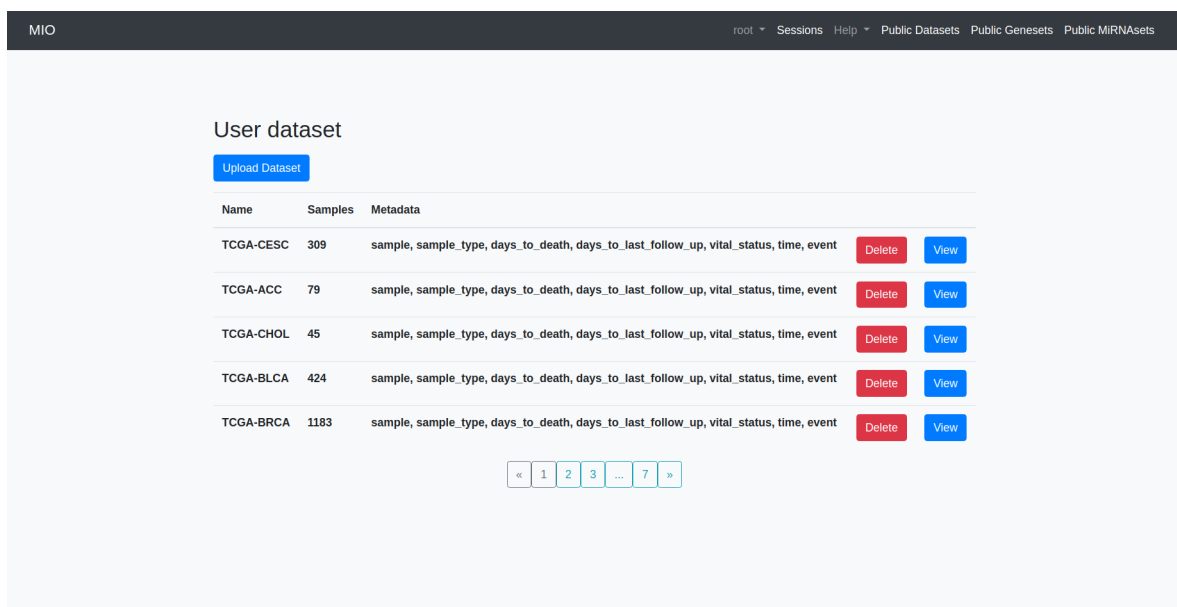 MIO root Sessions Help Public Datasets Public Genesets Public MiRNAsets
User dataset
Upload Dataset
Name Samples Metadata
TCGA-CESC 309 sample, sample_type, days_to_death, days_to_last_follow_up, vital_status, time, event Delete View
TCGA-ACC 79 sample, sample_type, days_to_death, days_to_last_follow_up, vital_status, time, event Delete View
TCGA-CHOL 45 sample, sample_type, days_to_death, days_to_last_follow_up, vital_status, time, event Delete View
TCGA-BLCA 424 sample, sample_type, days_to_death, days_to_last_follow_up, vital_status, time, event Delete View
TCGA-BRCA 1183 sample, sample_type, days_to_death, days_to_last_follow_up, vital_status, time, event Delete View
« 1 2 3 ... 7 »